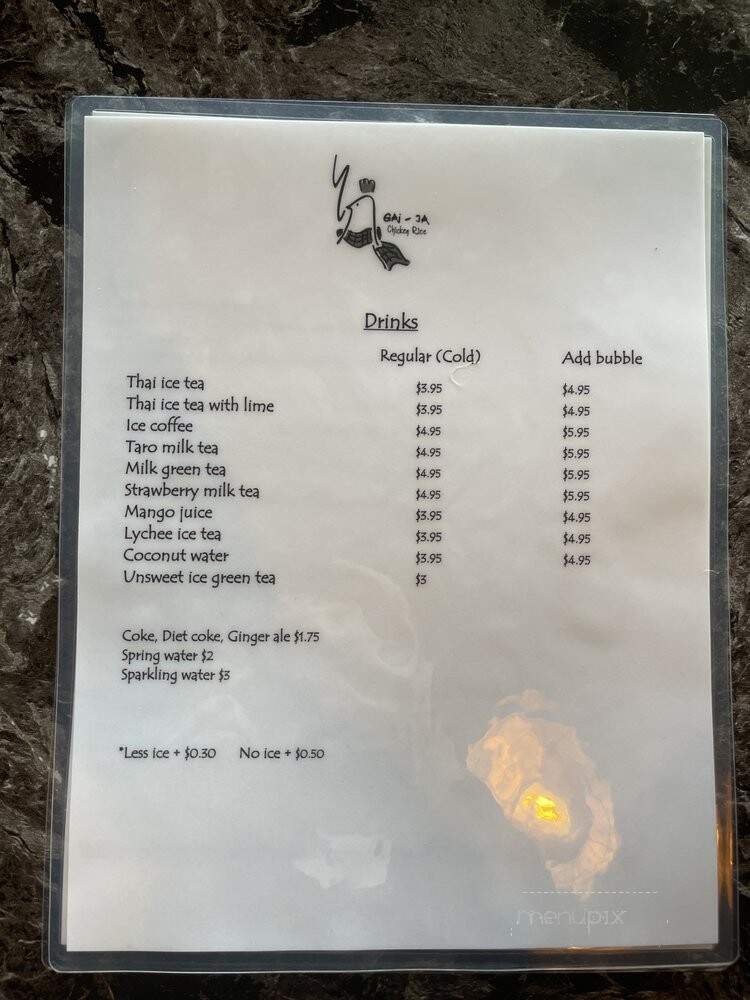 GAi - JA
Chicken Rice
Drinks
Regular (Cold) Add bubble
Thai ice tea $3.95 $4.95
Thai ice tea with lime $3.95 $4.95
Ice coffee $4.95 $5.95
Taro milk tea $4.95 $5.95
Milk green tea $4.95 $5.95
Strawberry milk tea $4.95 $5.95
Mango juice $3.95 $4.95
Lychee ice tea $3.95 $4.95
Coconut water $3.95 $4.95
Unsweet ice green tea $3
Coke, Diet coke, Ginger ale $1.75
Spring water $2
Sparkling water $3
*Less ice + $0.30 No ice + $0.50
menupix